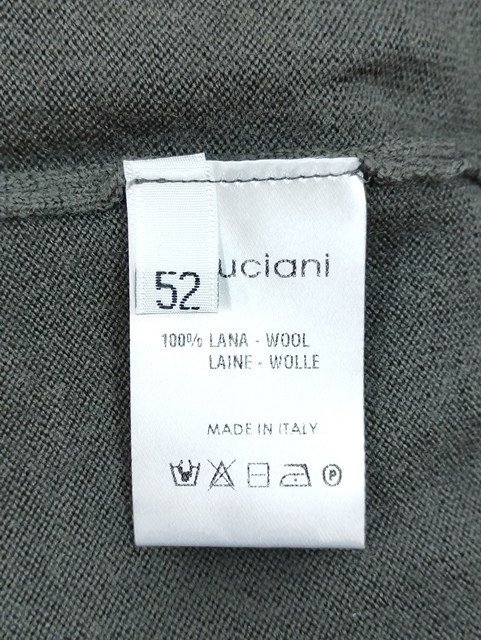 uciani
52
100% LANA - WOOL
LAINE - WOLLE
MADE IN ITALY
P